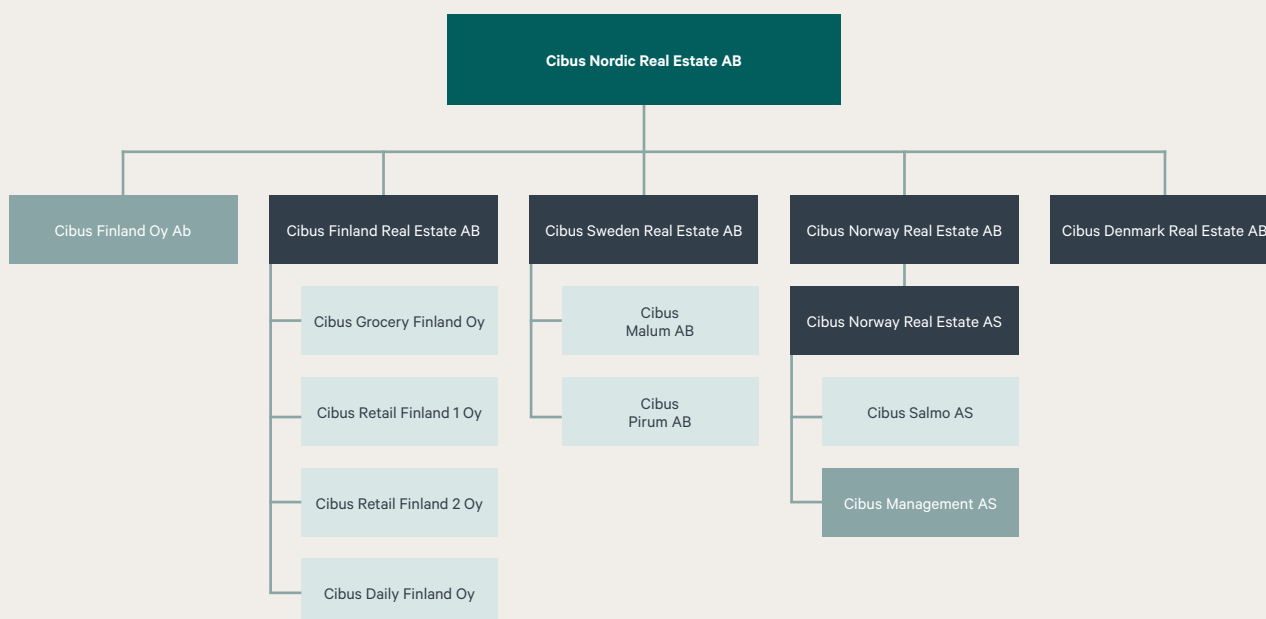 Cibus Nordic Real Estate AB
Cibus Finland Oy Ab
Cibus Finland Real Estate AB
Cibus Sweden Real Estate AB
Cibus Norway Real Estate AB
Cibus Denmark Real Estate AB
Cibus Grocery Finland Oy
Cibus
Malum AB
Cibus Norway Real Estate AS
Cibus Retail Finland 1 Oy
Cibus
Pirum AB
Cibus Salmo AS
Cibus Retail Finland 2 Oy
Cibus Management AS
Cibus Daily Finland Oy